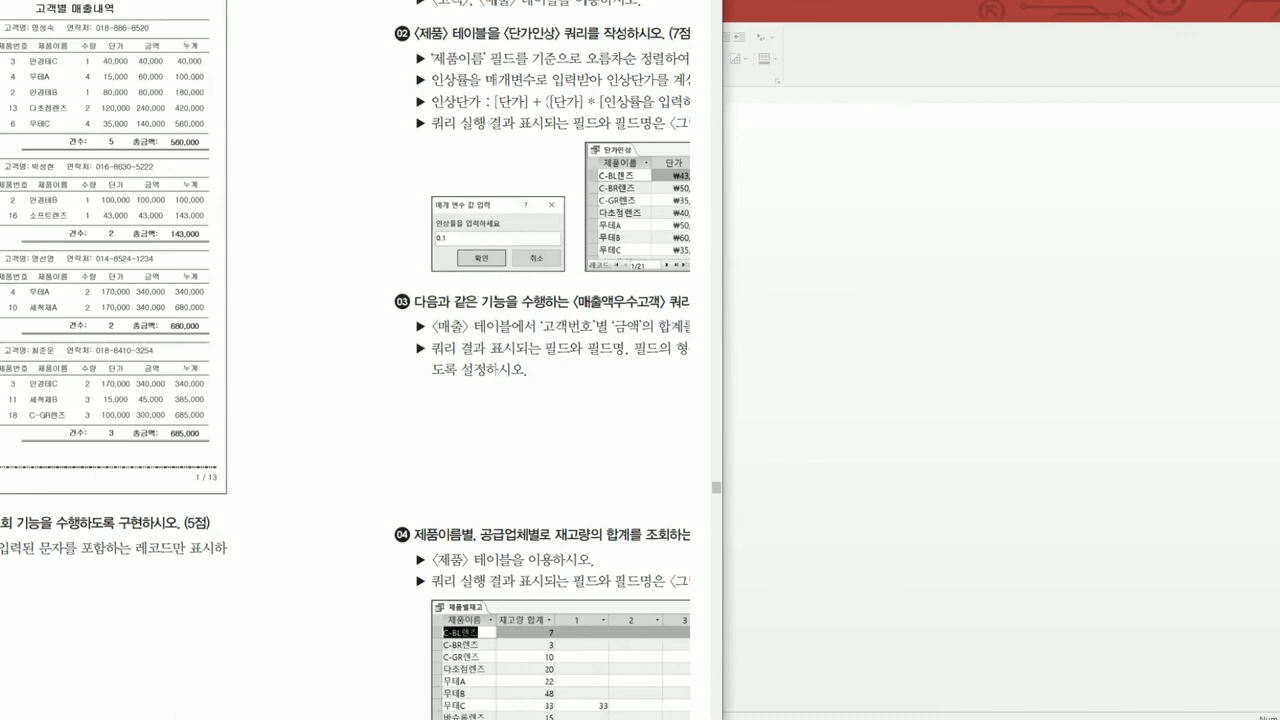 고객별 매출내역
고객명: 영성숙 연락처: 018-886-8520
제품번호 제품이름 수량 단가 금액 누계
3 안경테C 1 40,000 40,000 40,000
4 무테A 4 15,000 60,000 100,000
2 안경테B 1 80,000 80,000 180,000
13 다초점렌즈 2 120,000 240,000 420,000
6 무테C 4 35,000 140,000 560,000
건수: 5 총금액: 560,000
고객명: 박성현 연락처: 016-8630-5222
제품번호 제품이름 수량 단가 금액 누계
2 안경테B 1 100,000 100,000 100,000
16 소프트렌즈 1 43,000 43,000 143,000
건수: 2 총금액: 143,000
고객명: 명선영 연락처: 014-8524-1234
제품번호 제품이름 수량 단가 금액 누계
4 무테A 2 170,000 340,000 340,000
10 세척제A 2 170,000 340,000 680,000
건수: 2 총금액: 680,000
고객명: 최준문 연락처: 018-8410-3254
제품번호 제품이름 수량 단가 금액 누계
3 안경테C 2 170,000 340,000 340,000
11 세척제B 3 15,000 45,000 385,000
18 C-GR렌즈 3 100,000 300,000 685,000
건수: 3 총금액: 685,000
1 / 13
회 기능을 수행하도록 구현하시오. (5점)
입력된 문자를 포함하는 레코드만 표시하
02 〈제품〉 테이블을 〈단가인상〉 쿼리를 작성하시오. (7점
▶ '제품이름' 필드를 기준으로 오름차순 정렬하여
▶ 인상률을 매개변수로 입력받아 인상단가를 계
▶ 인상단가 : [단가] + ([단가] * [인상률을 입력하
▶ 쿼리 실행 결과 표시되는 필드와 필드명은 〈그
매개 변수 값 입력 ? ×
인상률을 입력하세요
0.1
확인 취소
단가인상
제품이름 단가
C-BL렌즈 ₩43,
C-BR렌즈 ₩50,
C-GR렌즈 ₩35,
다초점렌즈 ₩40,
무테A ₩50,
무테B ₩60,
무테C ₩35,
레코드: 1/21
03 다음과 같은 기능을 수행하는 〈매출액우수고객〉 쿼리
▶ 〈매출〉 테이블에서 '고객번호'별 '금액'의 합계를
▶ 쿼리 결과 표시되는 필드와 필드명, 필드의 형
도록 설정하시오.
04 제품이름별, 공급업체별로 재고량의 합계를 조회하는
▶ 〈제품〉 테이블을 이용하시오.
▶ 쿼리 실행 결과 표시되는 필드와 필드명은 〈그
제품별재고
제품이름 재고량 합계 1 2 3
C-BL렌즈 7
C-BR렌즈 3
C-GR렌즈 10
다초점렌즈 20
무테A 22
무테B 48
무테C 33 33
바슈롬렌즈 15